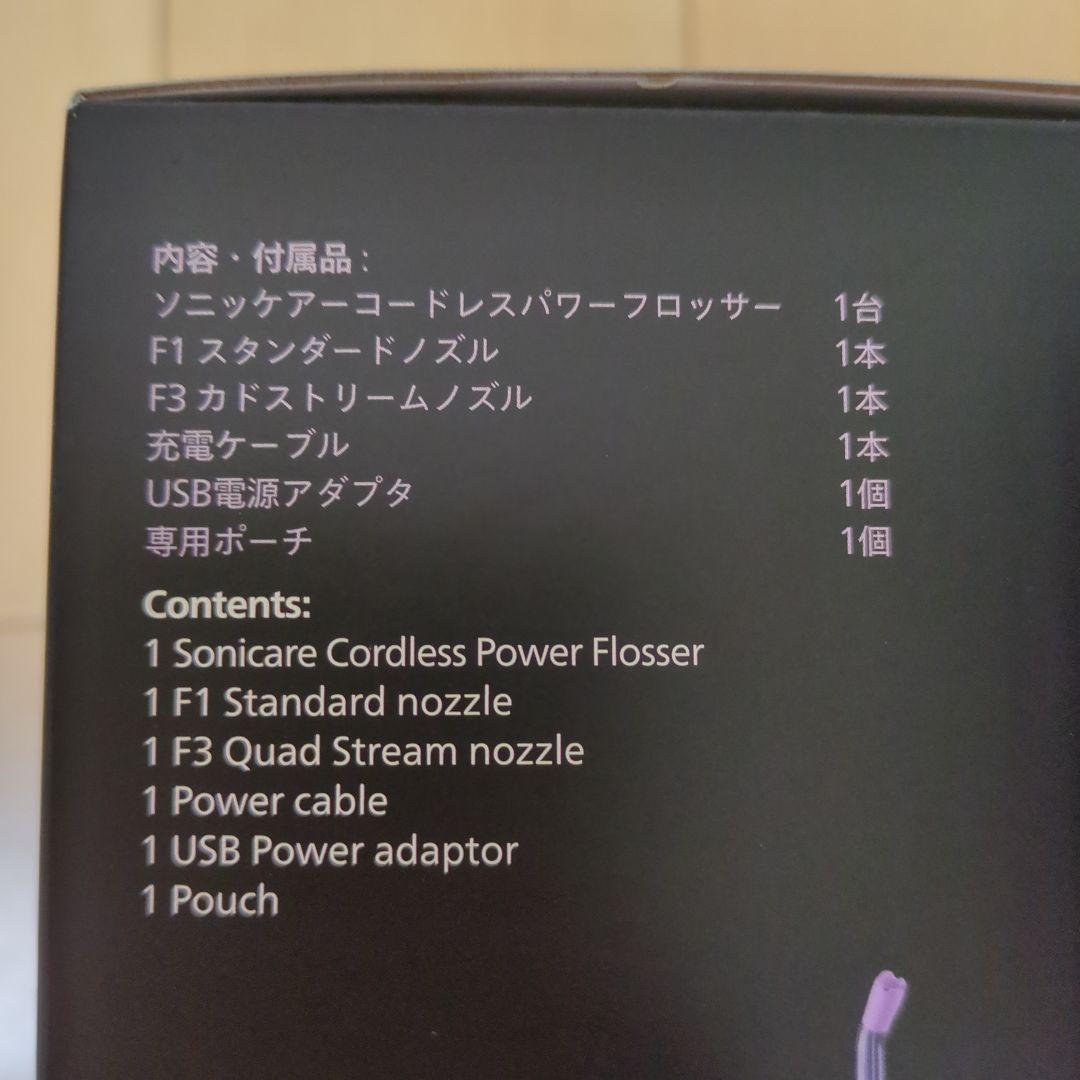 内容・付属品：
ソニッケアーコードレスパワーフロッサー 1台
F1 スタンダードノズル 1本
F3 カドストリームノズル 1本
充電ケーブル 1本
USB電源アダプタ 1個
専用ポーチ 1個
Contents:
1 Sonicare Cordless Power Flosser
1 F1 Standard nozzle
1 F3 Quad Stream nozzle
1 Power cable
1 USB Power adaptor
1 Pouch